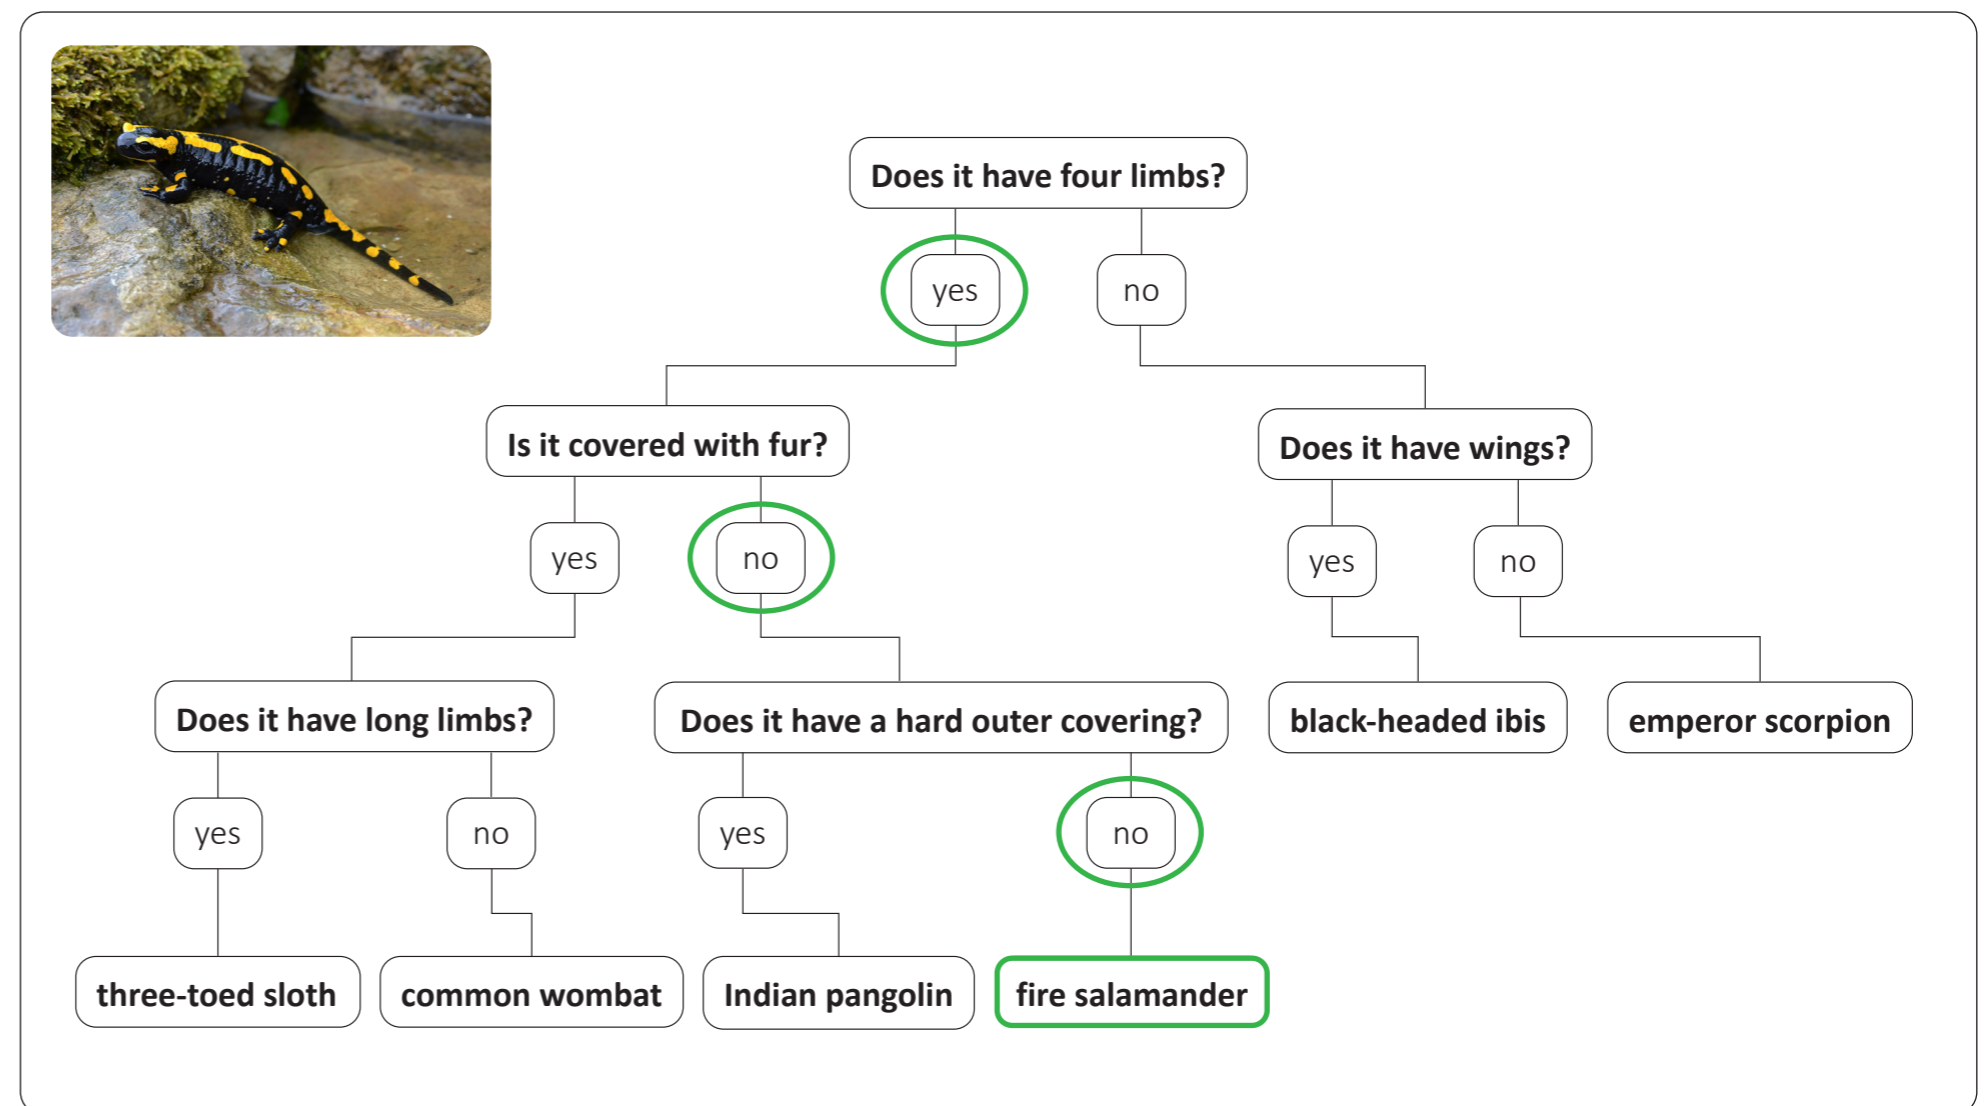 Does it have four limbs?
yes
no
Is it covered with fur?
Does it have wings?
yes
no
yes
no
Does it have long limbs?
Does it have a hard outer covering?
black-headed ibis
emperor scorpion
yes
no
yes
no
three-toed sloth
common wombat
Indian pangolin
fire salamander